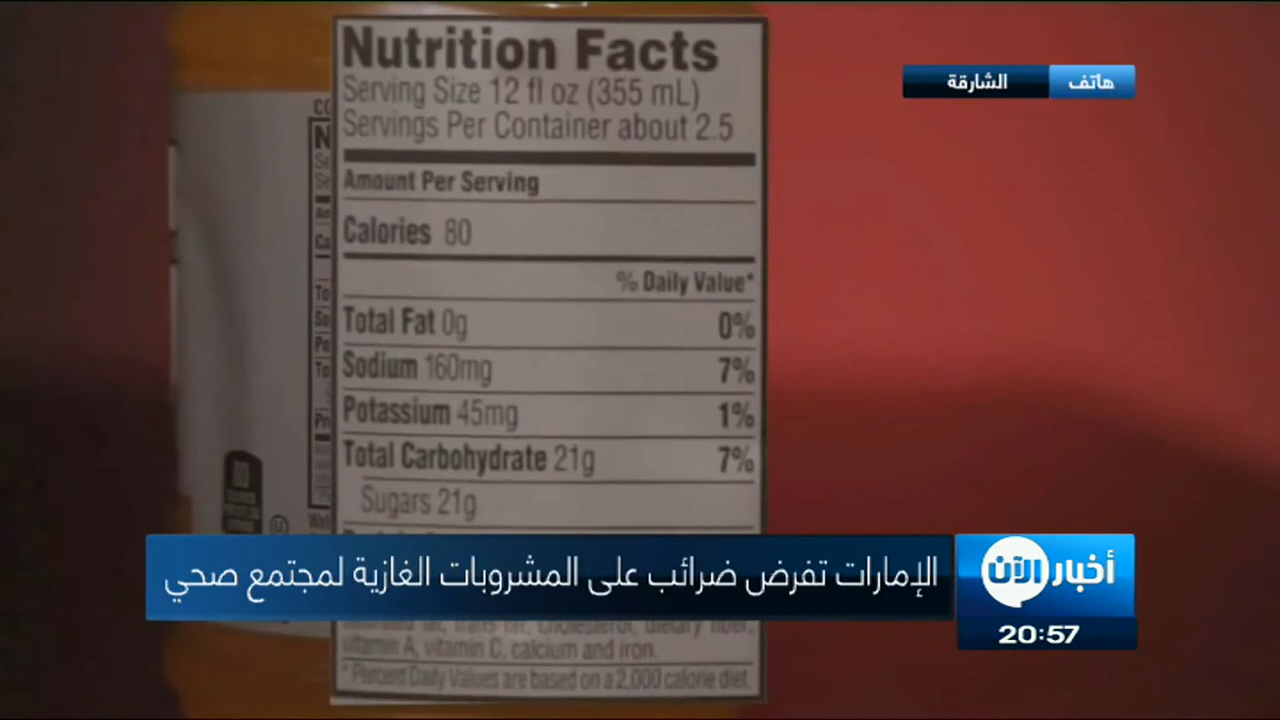 Nutrition Facts
Serving Size 12 fl oz (355 mL)
Servings Per Container about 2.5
Amount Per Serving
Calories 80
% Daily Value*
Total Fat 0g 0%
Sodium 160mg 7%
Potassium 45mg 1%
Total Carbohydrate 21g 7%
Sugars 21g
vitamin A, vitamin C, calcium and iron.
* Percent Daily Values are based on a 2,000 calorie diet.
هاتف الشارقة
الإمارات تفرض ضرائب على المشروبات الغازية لمجتمع صحي
أخبار الآن
20:57